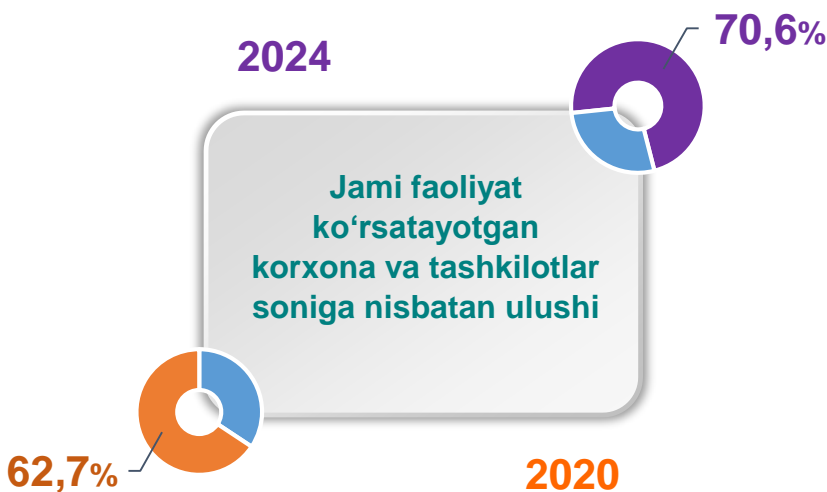 2024
70,6%
Jami faoliyat
ko‘rsatayotgan
korxona va tashkilotlar
soniga nisbatan ulushi
62,7%
2020